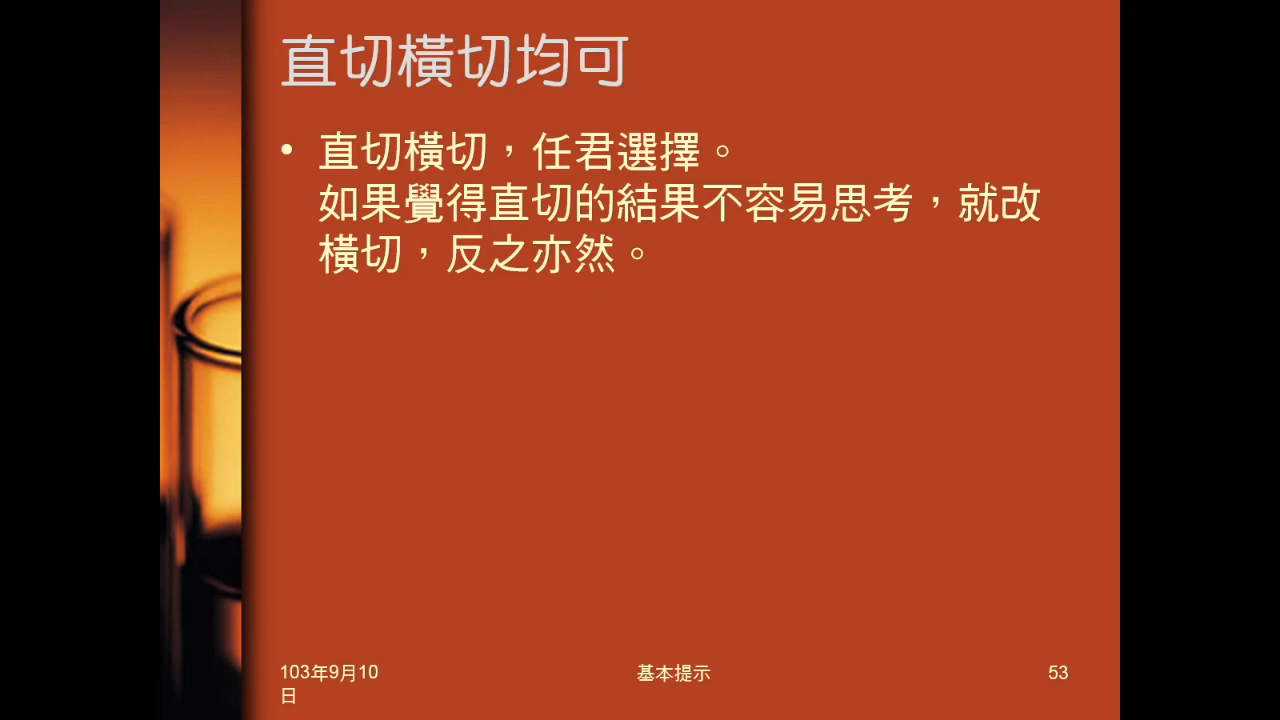 直切橫切均可
• 直切橫切，任君選擇。
如果覺得直切的結果不容易思考，就改
橫切，反之亦然。
103年9月10
日
基本提示
53